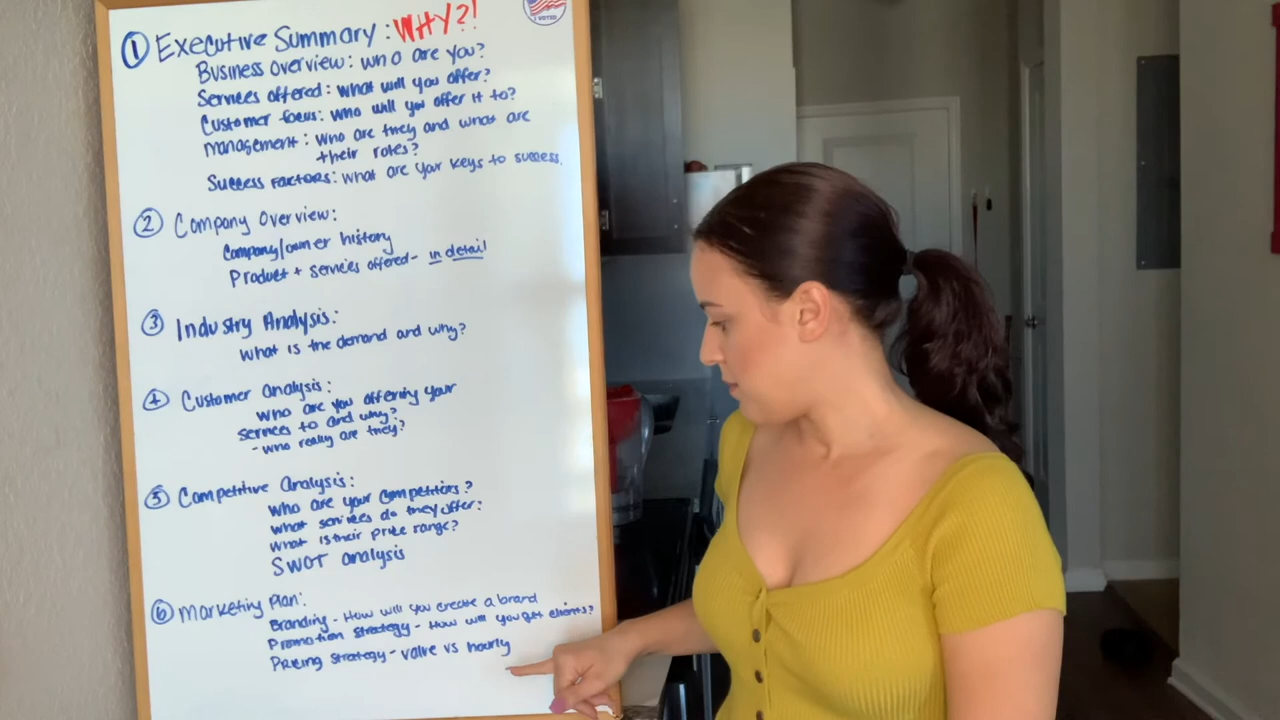 ① Executive Summary: WHY?!
Business overview: who are you?
Services offered: what will you offer?
Customer focus: who will you offer it to?
management: who are they and what are
their roles?
Success Factors: what are your keys to success.
② Company Overview:
Company/owner history
Product + services offered- in detail
③ Industry Analysis:
What is the demand and why?
④ Customer analysis:
who are you offering your
services to and why?
- who really are they?
⑤ Competitive analysis:
who are your competitors?
what services do they offer?
what is their price range?
SWOT analysis
⑥ Marketing Plan:
Branding - How will you create a brand
Promotion strategy - How will you get clients?
Pricing strategy - value vs hourly
I VOTED